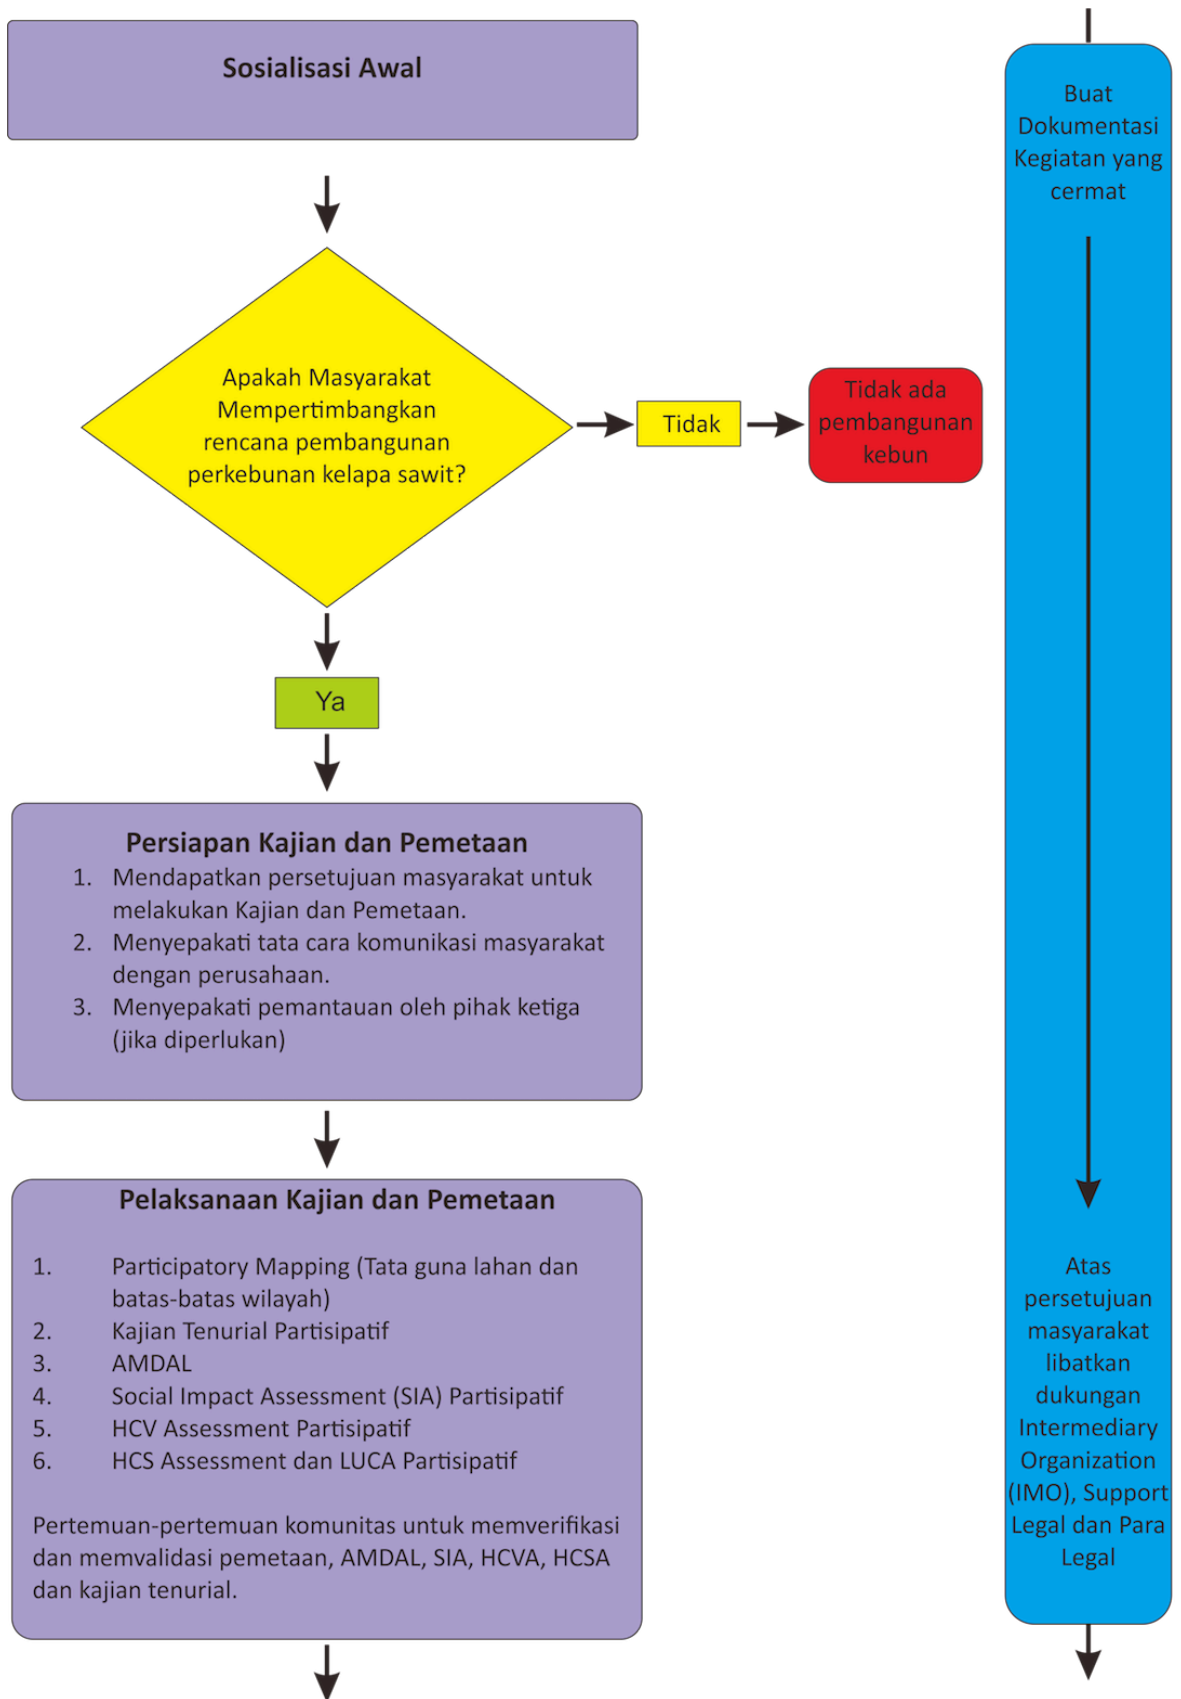 Sosialisasi Awal
Apakah Masyarakat
Mempertimbangkan
rencana pembangunan
perkebunan kelapa sawit?
Tidak
Tidak ada
pembangunan
kebun
Ya
Persiapan Kajian dan Pemetaan
1. Mendapatkan persetujuan masyarakat untuk
melakukan Kajian dan Pemetaan.
2. Menyepakati tata cara komunikasi masyarakat
dengan perusahaan.
3. Menyepakati pemantauan oleh pihak ketiga
(jika diperlukan)
Pelaksanaan Kajian dan Pemetaan
1. Participatory Mapping (Tata guna lahan dan
batas-batas wilayah)
2. Kajian Tenurial Partisipatif
3. AMDAL
4. Social Impact Assessment (SIA) Partisipatif
5. HCV Assessment Partisipatif
6. HCS Assessment dan LUCA Partisipatif
Pertemuan-pertemuan komunitas untuk memverifikasi
dan memvalidasi pemetaan, AMDAL, SIA, HCVA, HCSA
dan kajian tenurial.
Buat
Dokumentasi
Kegiatan yang
cermat
Atas
persetujuan
masyarakat
libatkan
dukungan
Intermediary
Organization
(IMO), Support
Legal dan Para
Legal